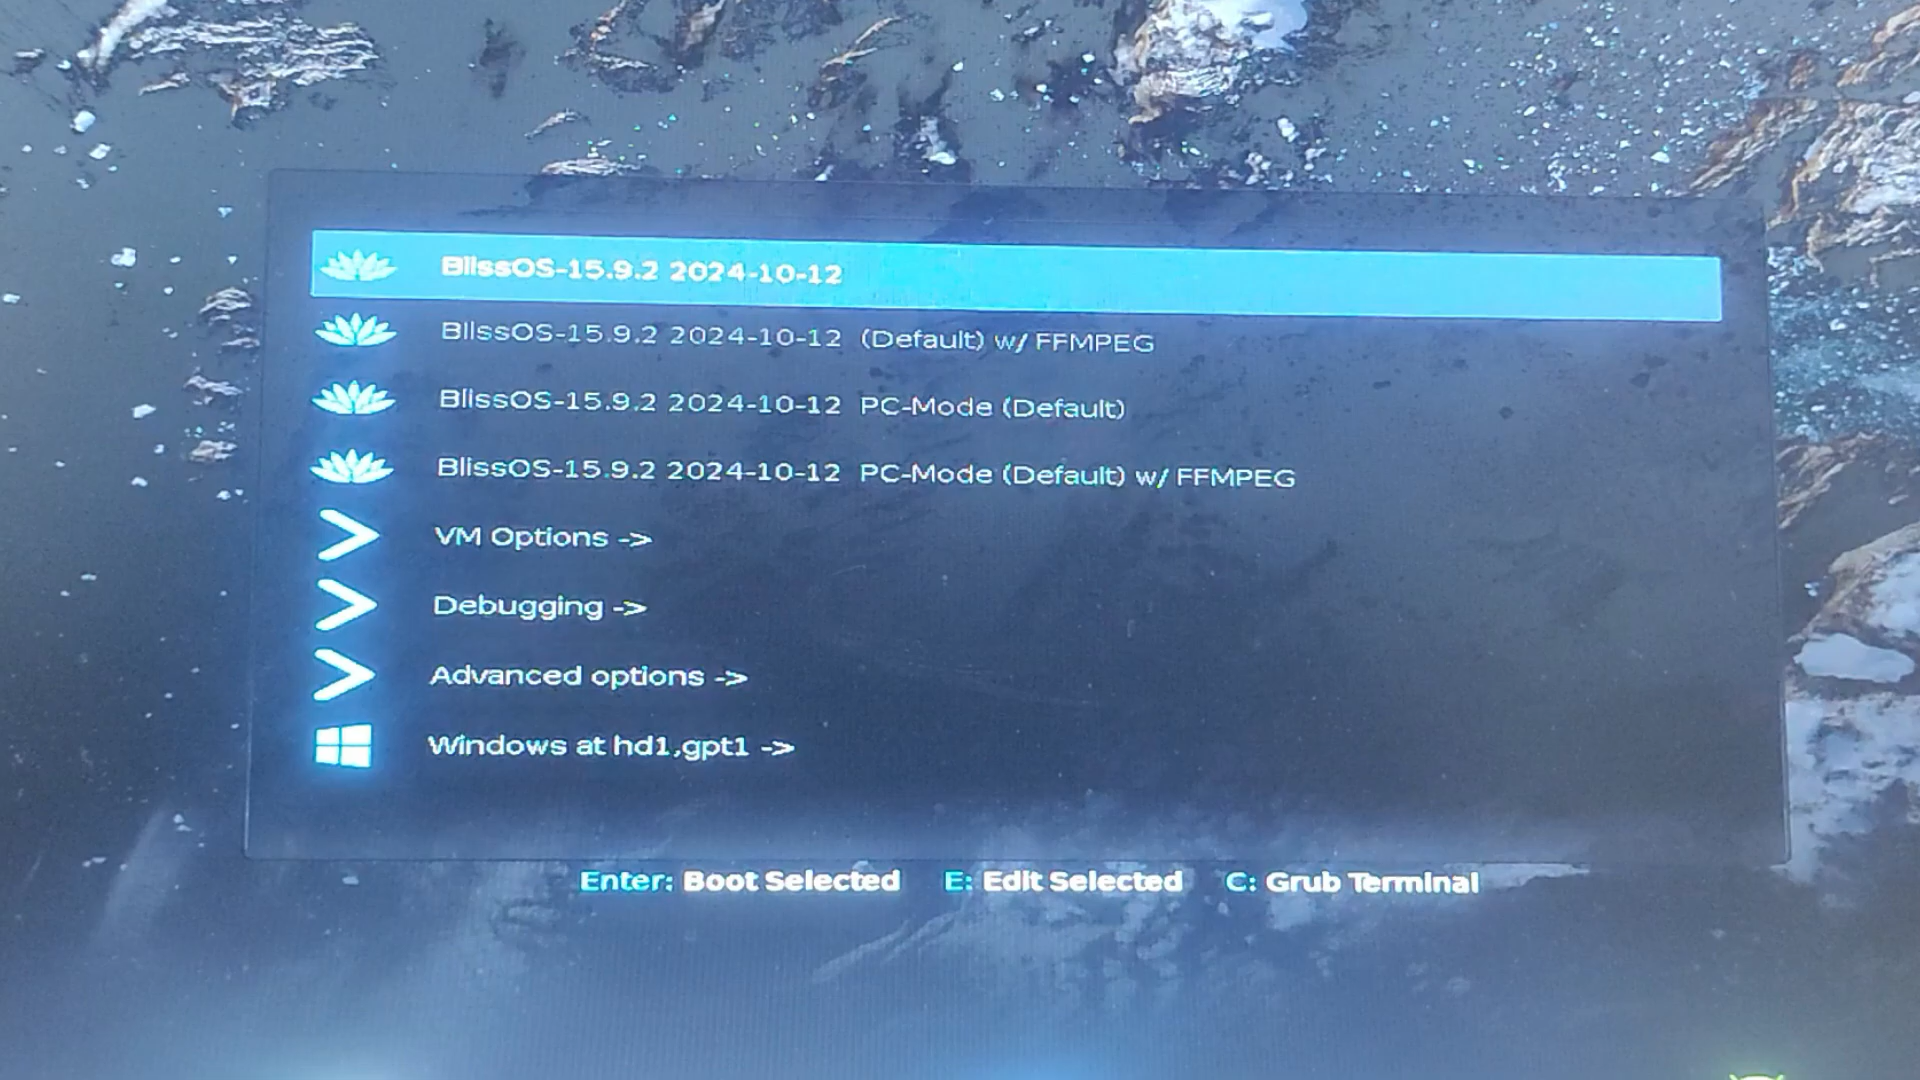 BlissOS-15.9.2 2024-10-12
BlissOS-15.9.2 2024-10-12 (Default) w/ FFMPEG
BlissOS-15.9.2 2024-10-12 PC-Mode (Default)
BlissOS-15.9.2 2024-10-12 PC-Mode (Default) w/ FFMPEG
VM Options ->
Debugging ->
Advanced options ->
Windows at hd1,gpt1 ->
Enter: Boot Selected E: Edit Selected C: Grub Terminal